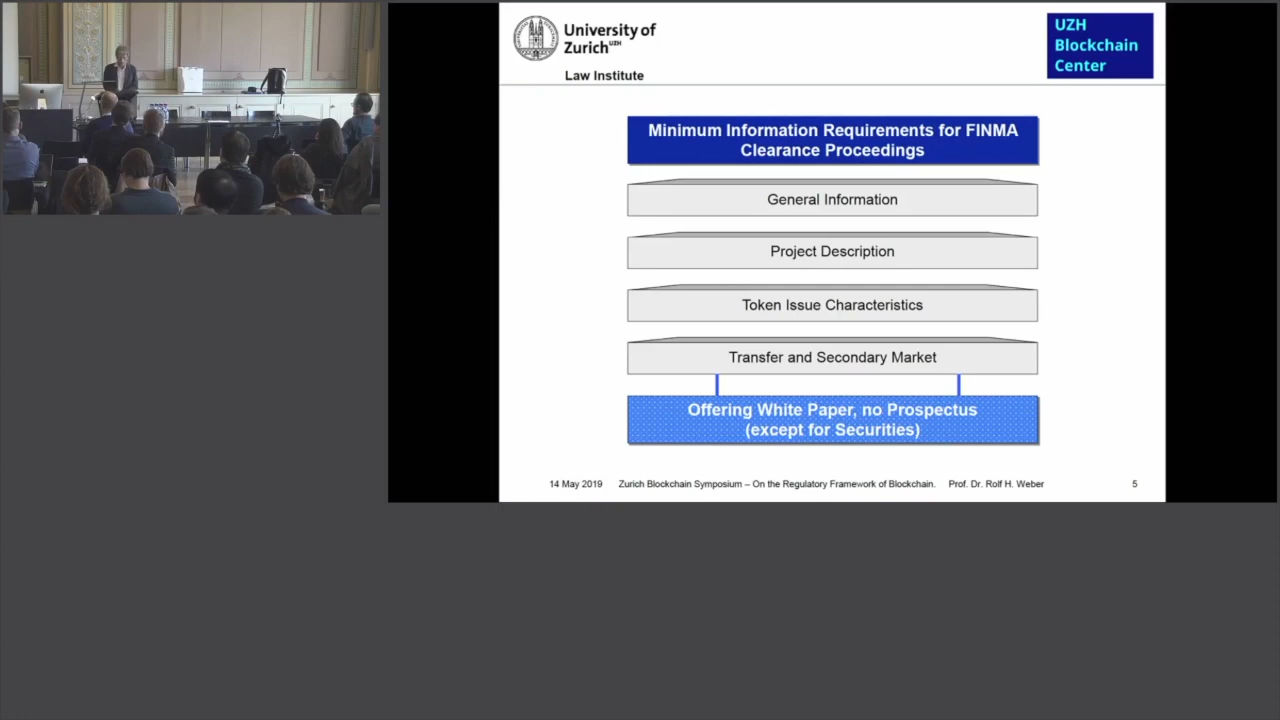 University of
Zurich UZH
Law Institute
UZH
Blockchain
Center
Minimum Information Requirements for FINMA
Clearance Proceedings
General Information
Project Description
Token Issue Characteristics
Transfer and Secondary Market
Offering White Paper, no Prospectus
(except for Securities)
14 May 2019 Zurich Blockchain Symposium – On the Regulatory Framework of Blockchain. Prof. Dr. Rolf H. Weber 5